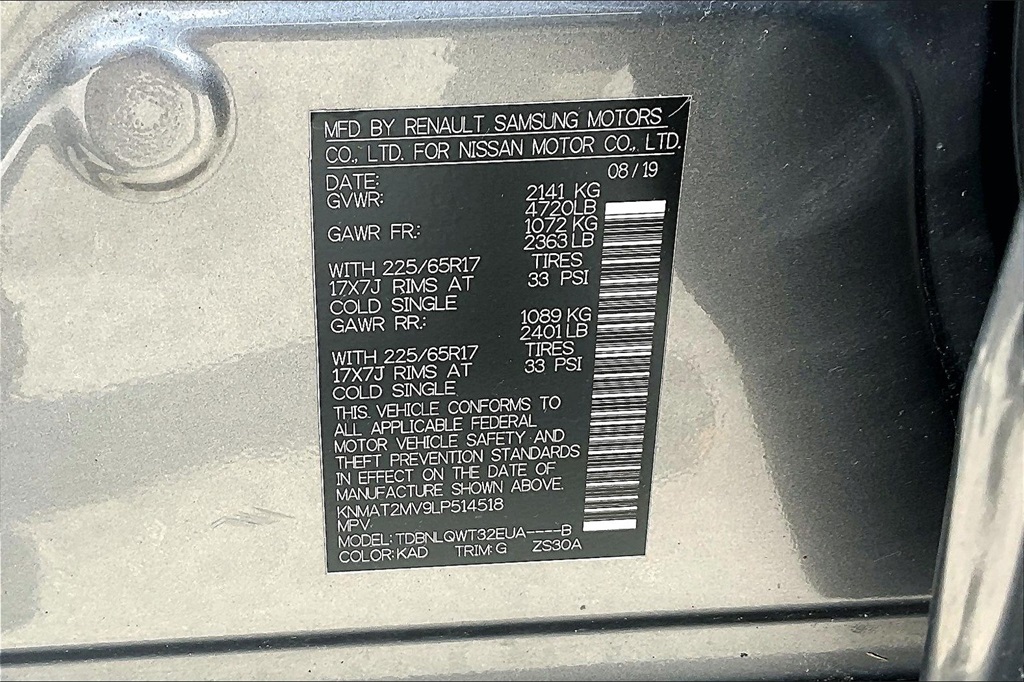 MFD BY RENAULT SAMSUNG MOTORS
CO., LTD. FOR NISSAN MOTOR CO., LTD.
DATE: 08/19
GVWR: 2141 KG
4720LB
GAWR FR: 1072 KG
2363LB
WITH 225/65R17 TIRES
17X7J RIMS AT 33 PSI
COLD SINGLE
GAWR RR: 1089 KG
2401LB
WITH 225/65R17 TIRES
17X7J RIMS AT 33 PSI
COLD SINGLE
THIS VEHICLE CONFORMS TO
ALL APPLICABLE FEDERAL
MOTOR VEHICLE SAFETY AND
THEFT PREVENTION STANDARDS
IN EFFECT ON THE DATE OF
MANUFACTURE SHOWN ABOVE.
KNMAT2MV9LP514518
MPV
MODEL: TDBNLQWT32EUA----B
COLOR: KAD TRIM: G ZS30A